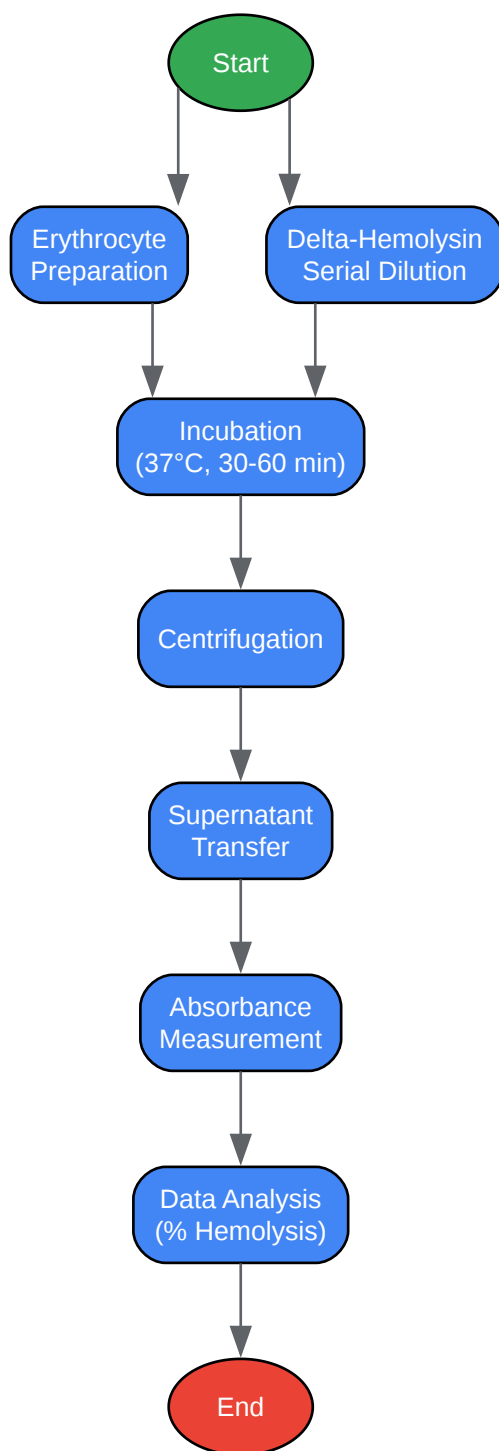 Start
Erythrocyte
Preparation
Delta-Hemolysin
Serial Dilution
Incubation
(37°C, 30-60 min)
Centrifugation
Supernatant
Transfer
Absorbance
Measurement
Data Analysis
(% Hemolysis)
End